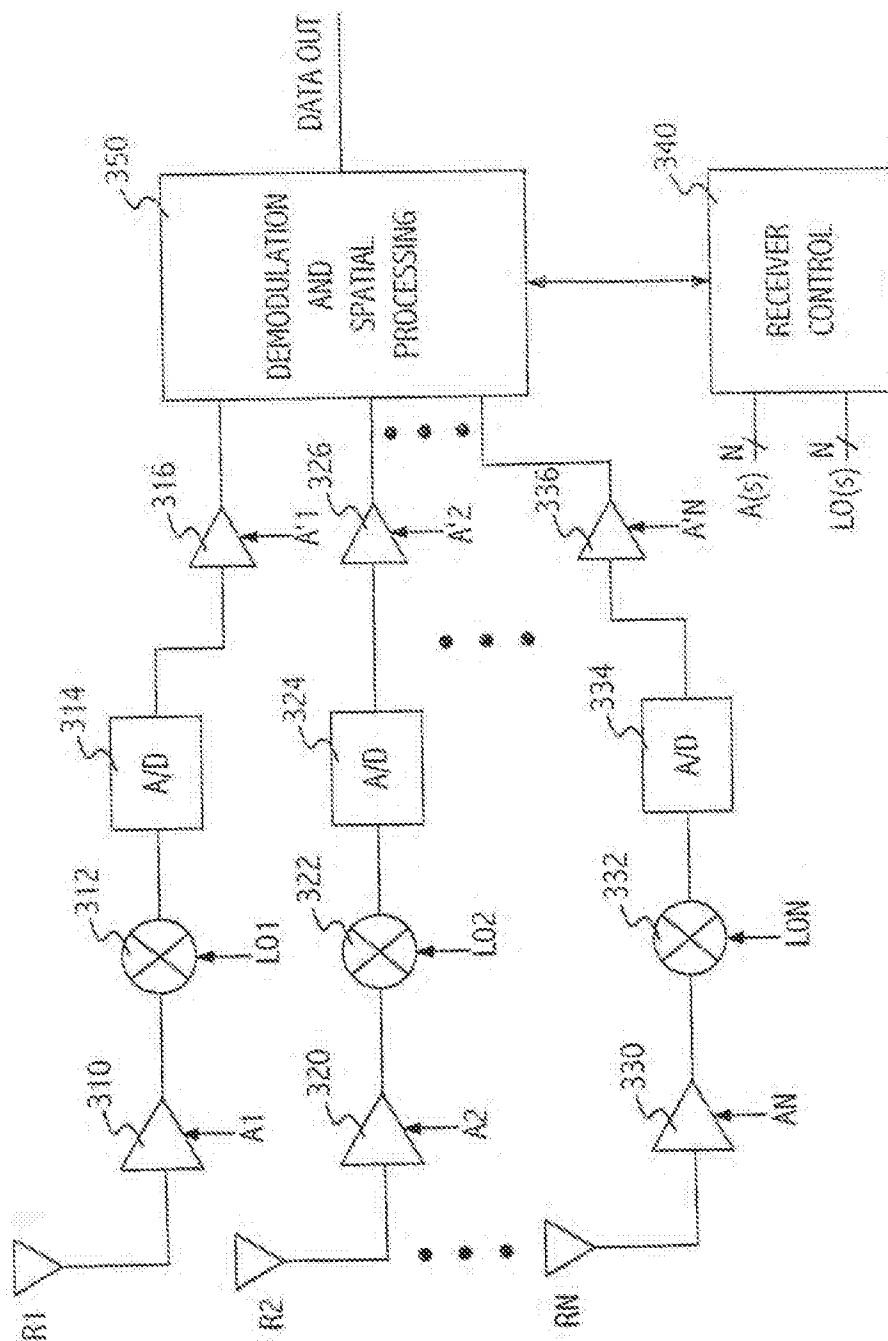 R1
310
A1
312
LO1
314
A/D
316
A'1
R2
320
A2
322
LO2
324
A/D
326
A'2
RN
330
AN
332
LON
334
A/D
336
A'N
350
DEMODULATION
AND
SPATIAL
PROCESSING
DATA OUT
340
RECEIVER
CONTROL
A(s) N
LO(s) N